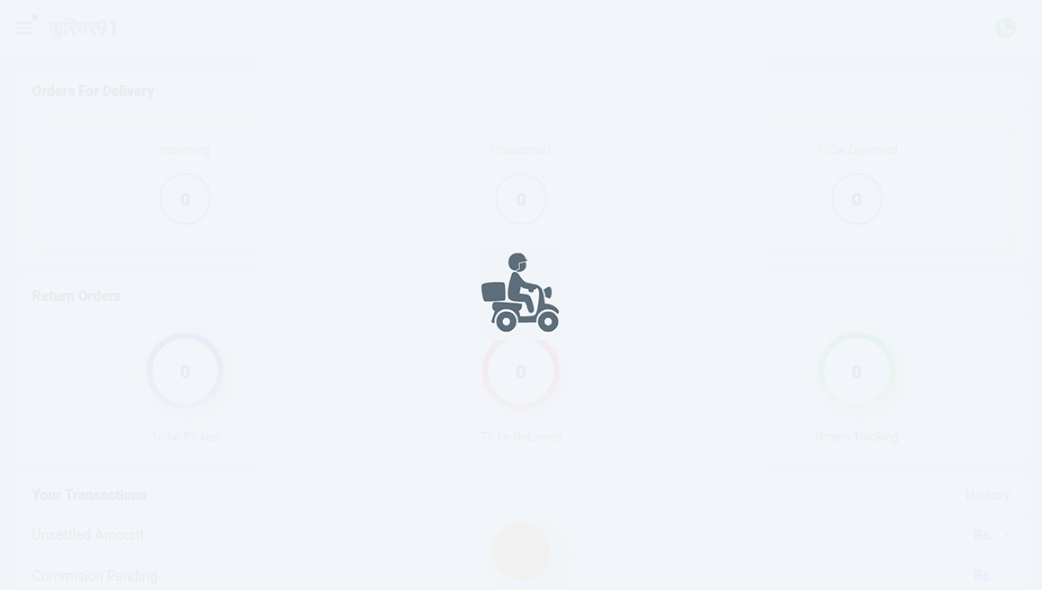 कूरियर91
Orders For Delivery
Incoming
Unscanned
To be Delivered
0
0
0
Return Orders
0
0
0
To be Picked
To be Returned
Orders Tracking
Your Transactions
History
Unsettled Amount
Rs.
Commision Pending
Rs.